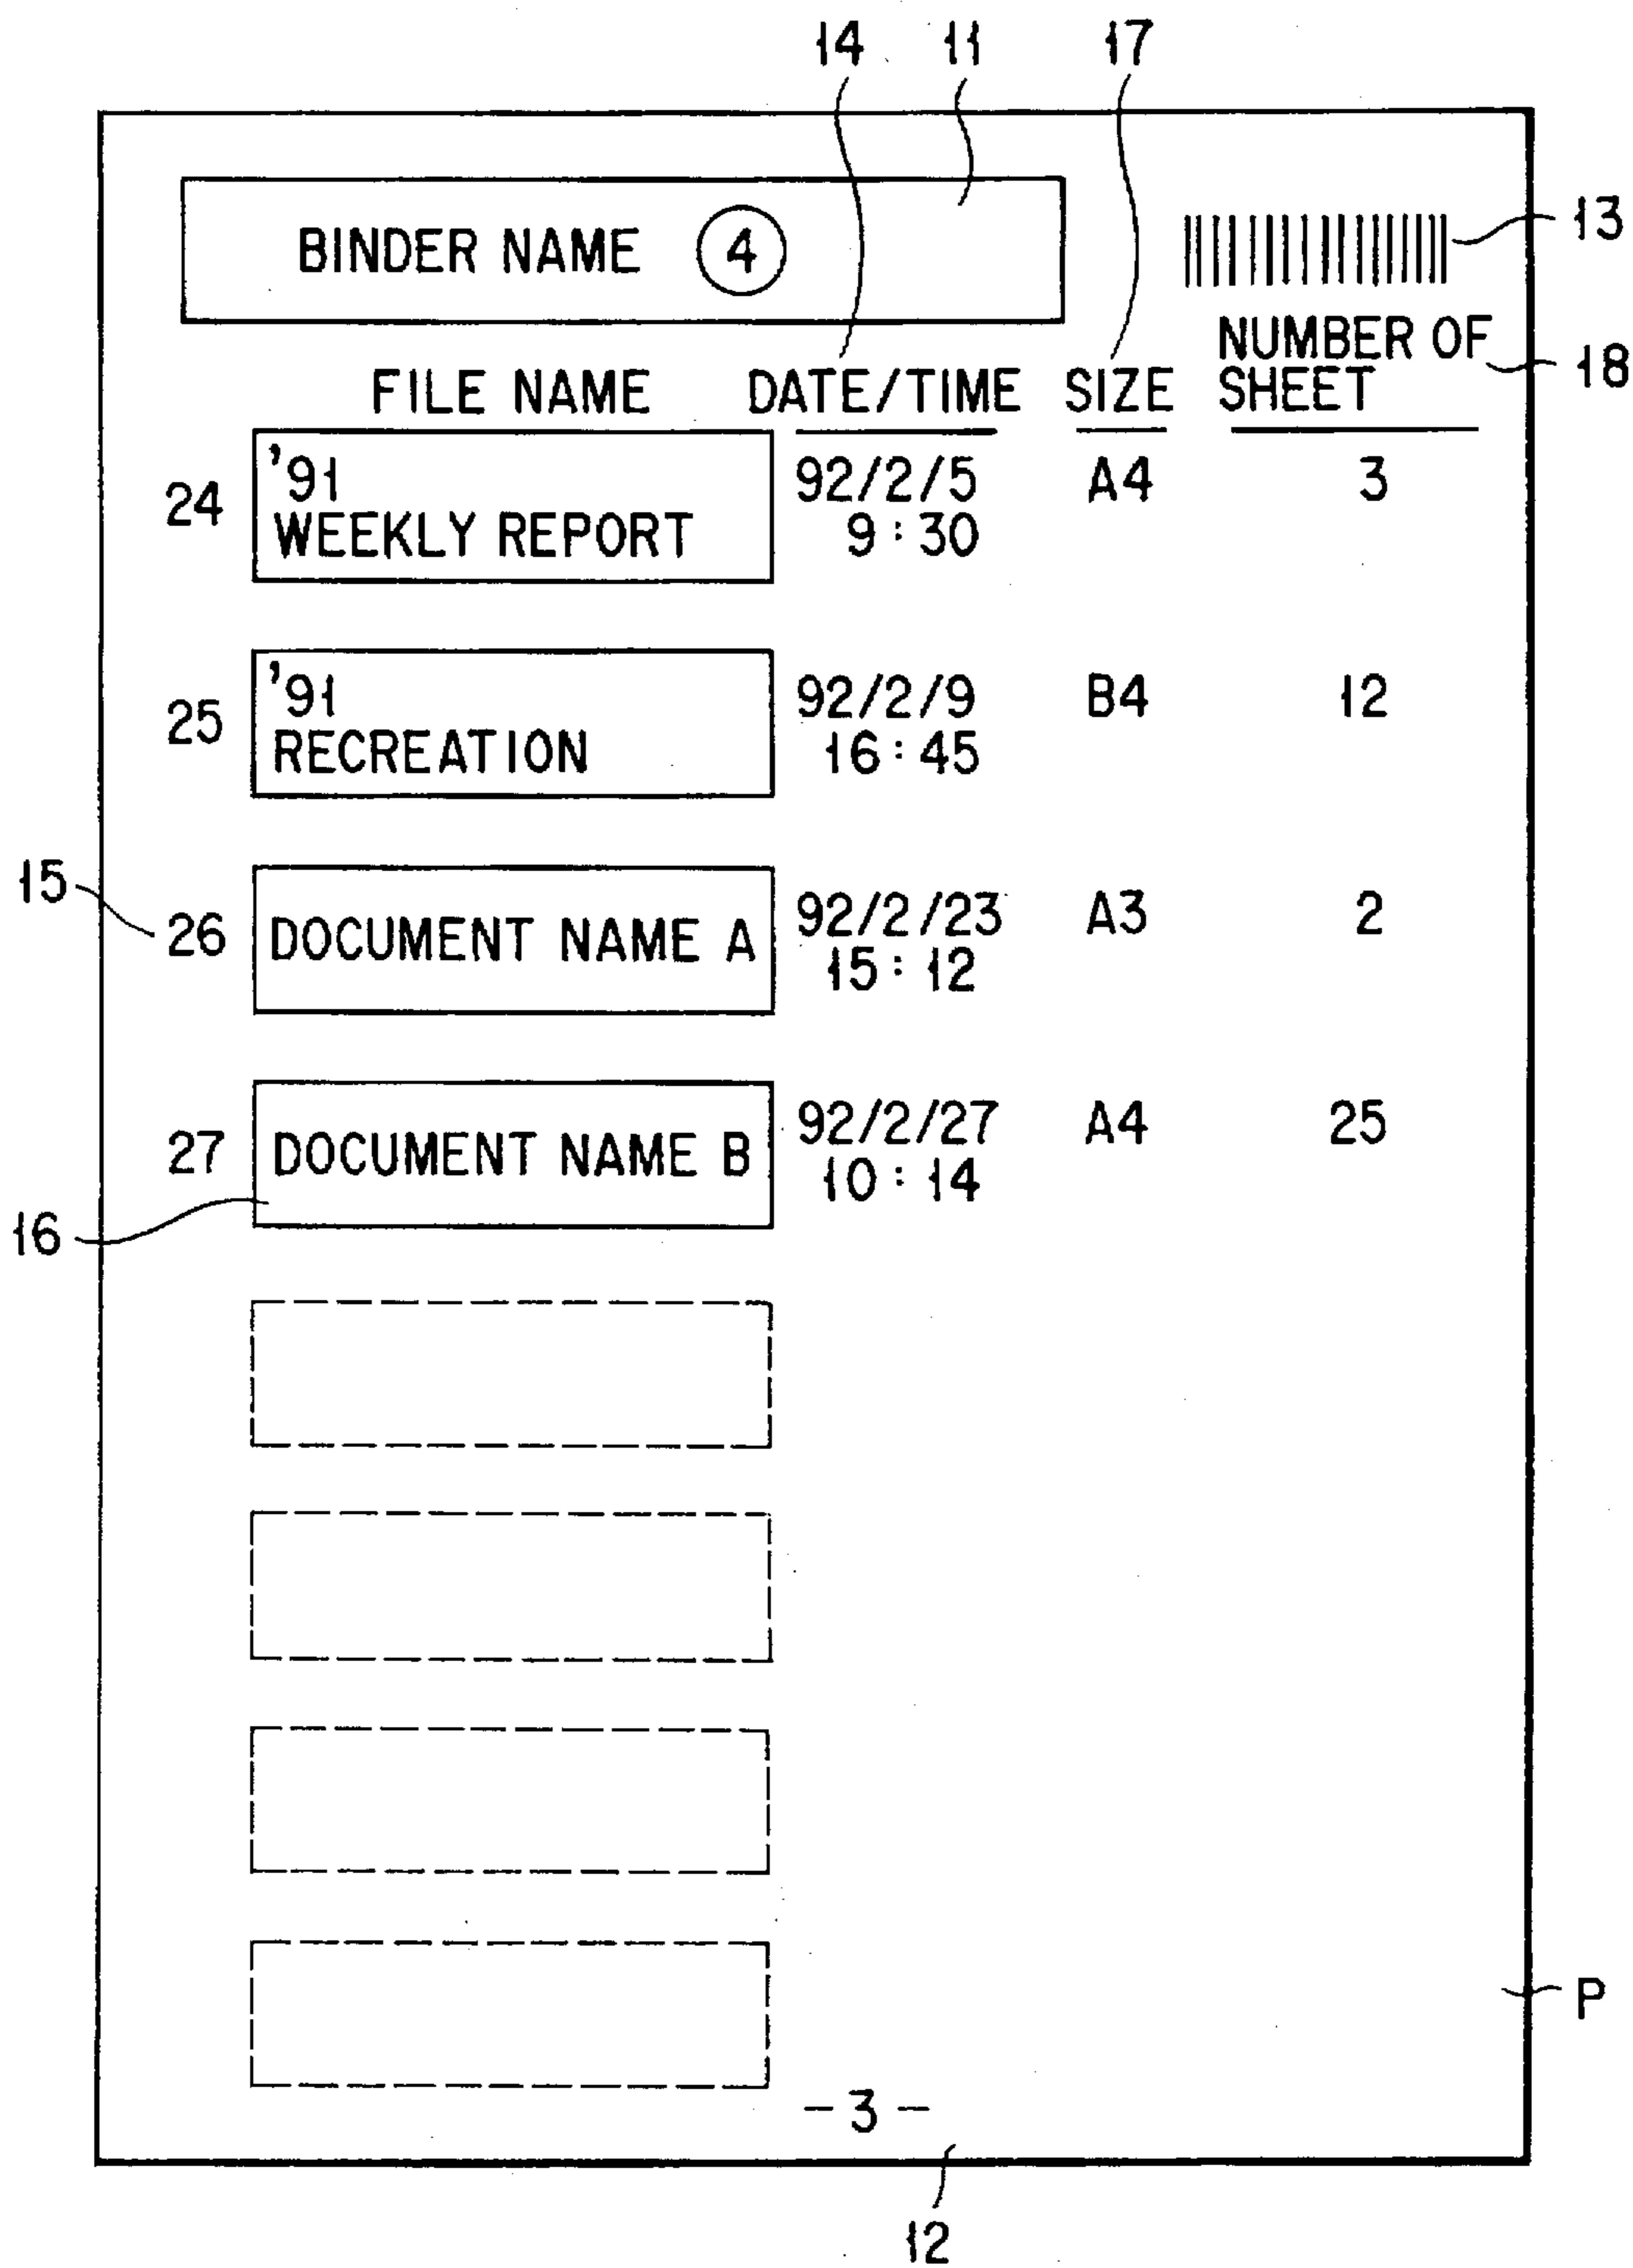 14 11 17
BINDER NAME ④
13
NUMBER OF
18
FILE NAME DATE/TIME SIZE SHEET
24 '91 92/2/5 A4 3
WEEKLY REPORT 9:30
25 '91 92/2/9 B4 12
RECREATION 16:45
15
26 DOCUMENT NAME A 92/2/23 A3 2
15:12
27 DOCUMENT NAME B 92/2/27 A4 25
10:14
16
P
-3-
12